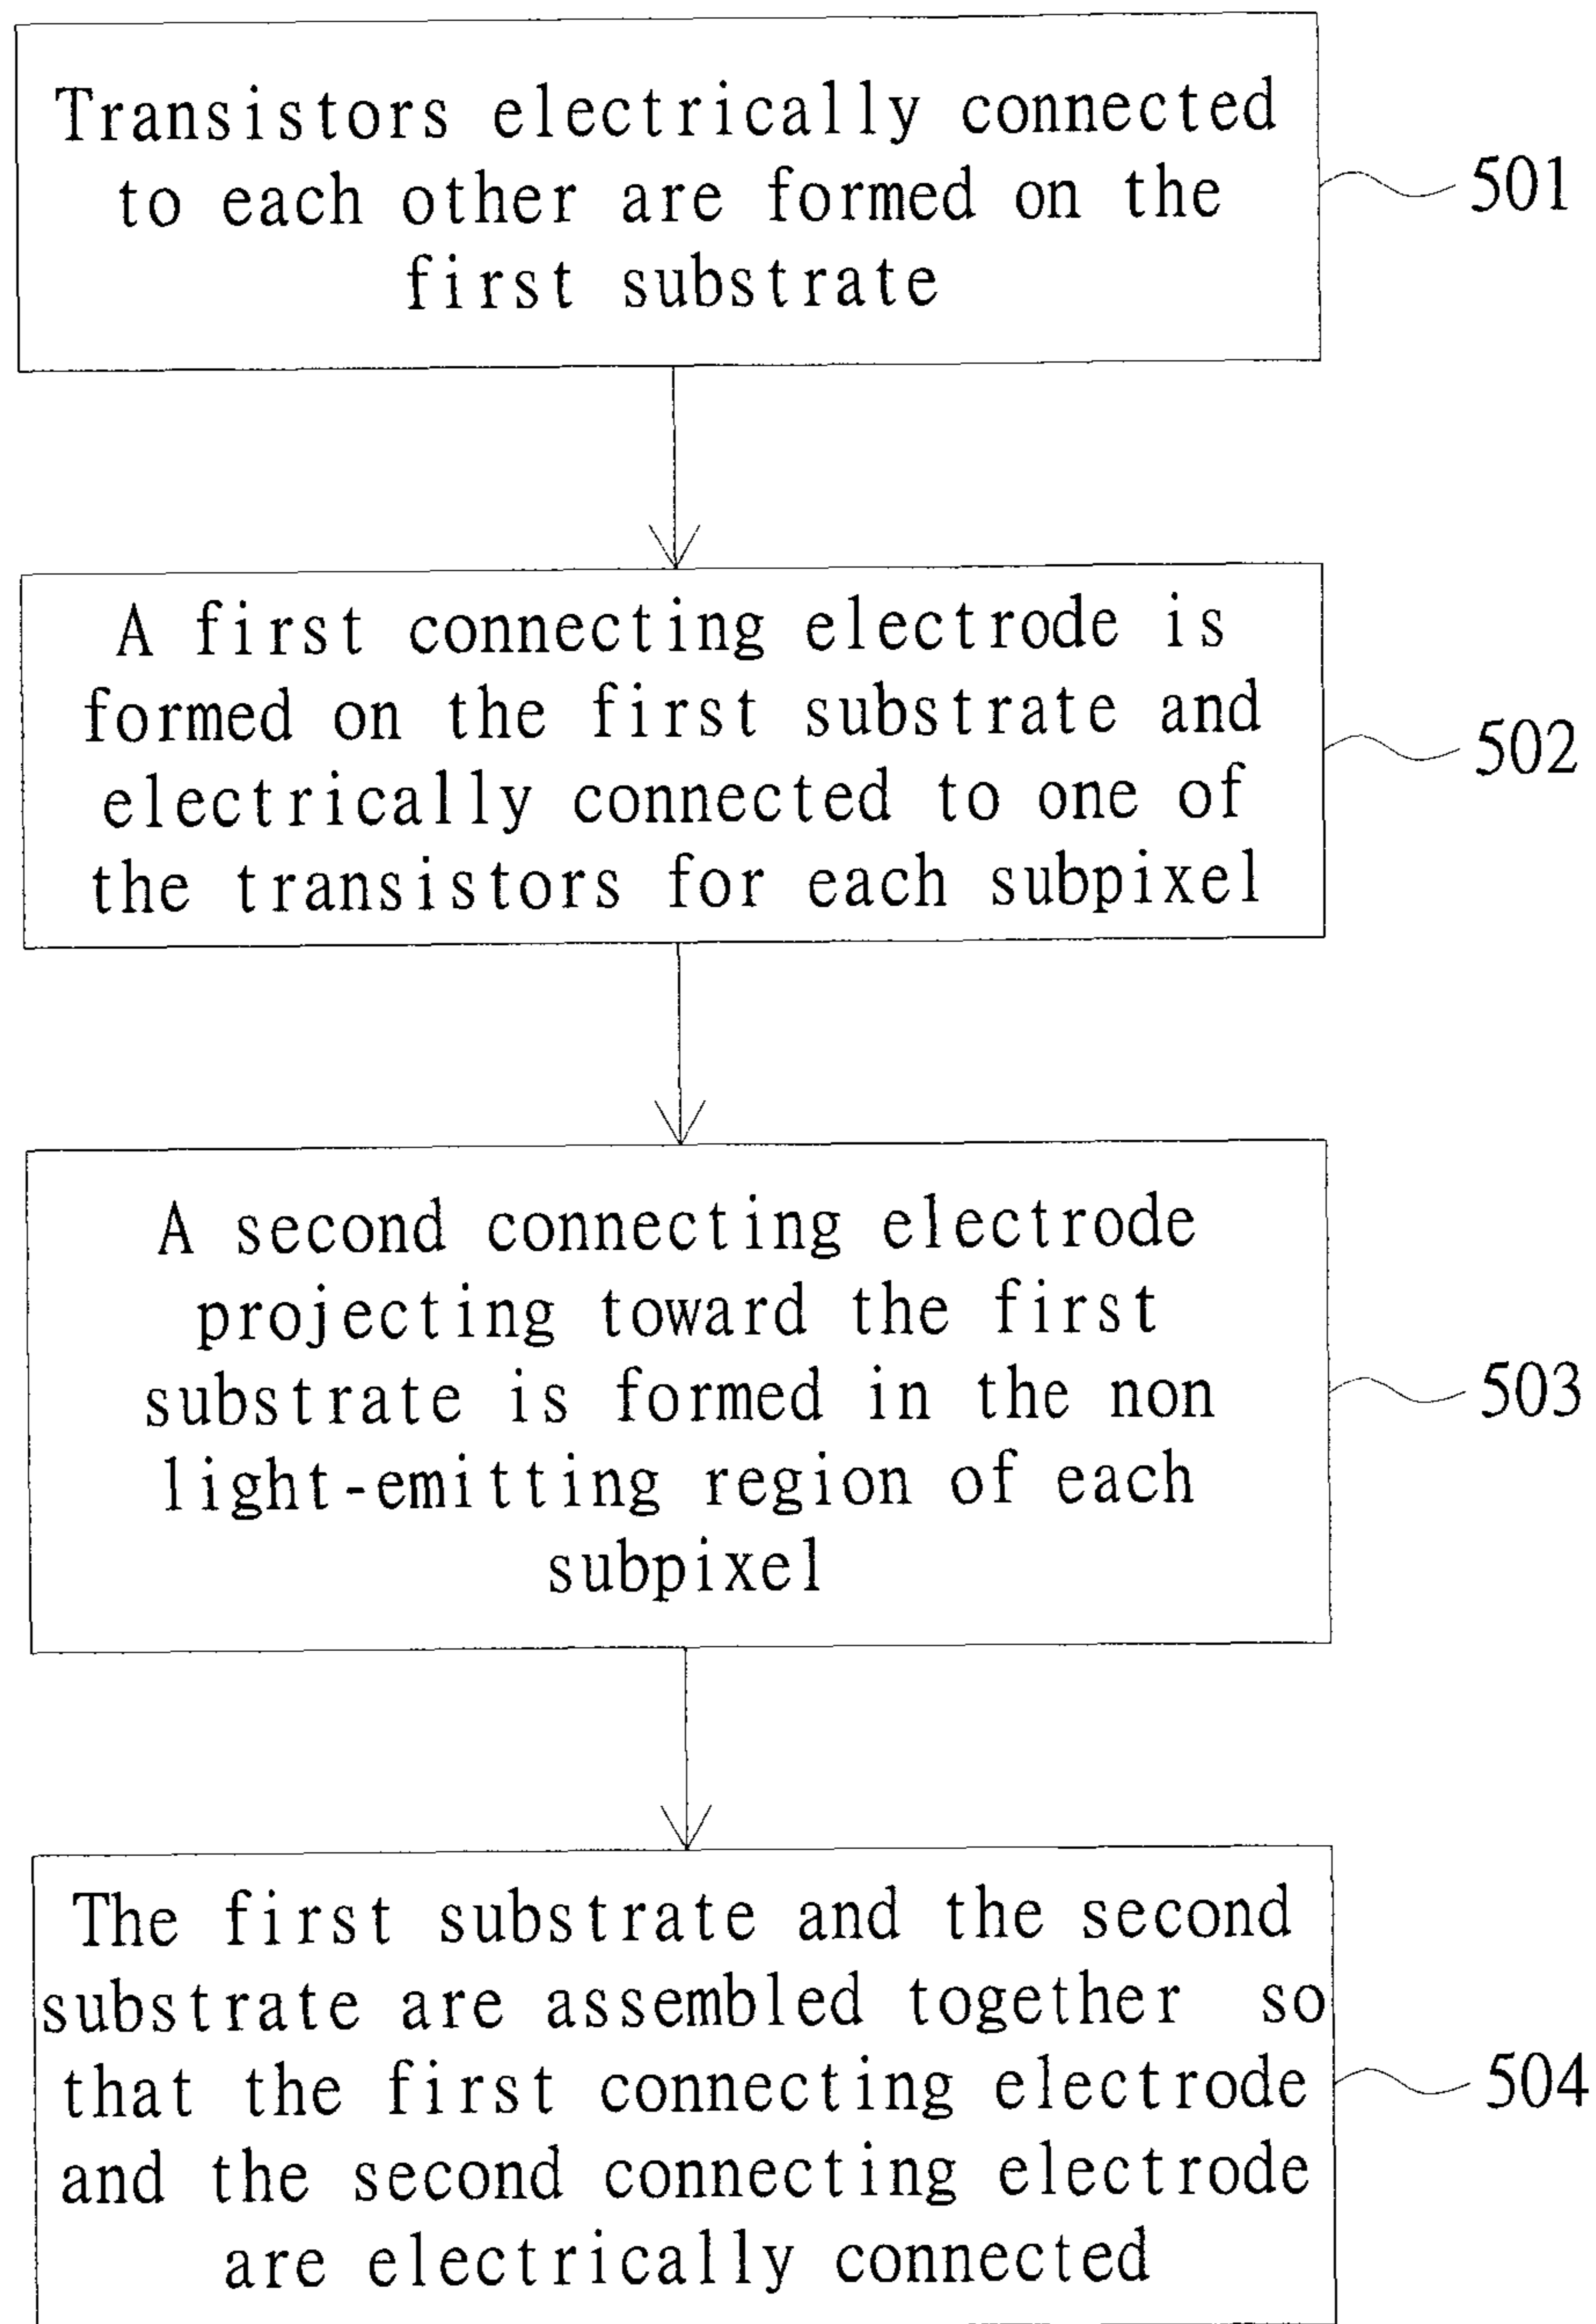 Transistors electrically connected
to each other are formed on the
first substrate
501
A first connecting electrode is
formed on the first substrate and
electrically connected to one of
the transistors for each subpixel
502
A second connecting electrode
projecting toward the first
substrate is formed in the non
light-emitting region of each
subpixel
503
The first substrate and the second
substrate are assembled together so
that the first connecting electrode
and the second connecting electrode
are electrically connected
504